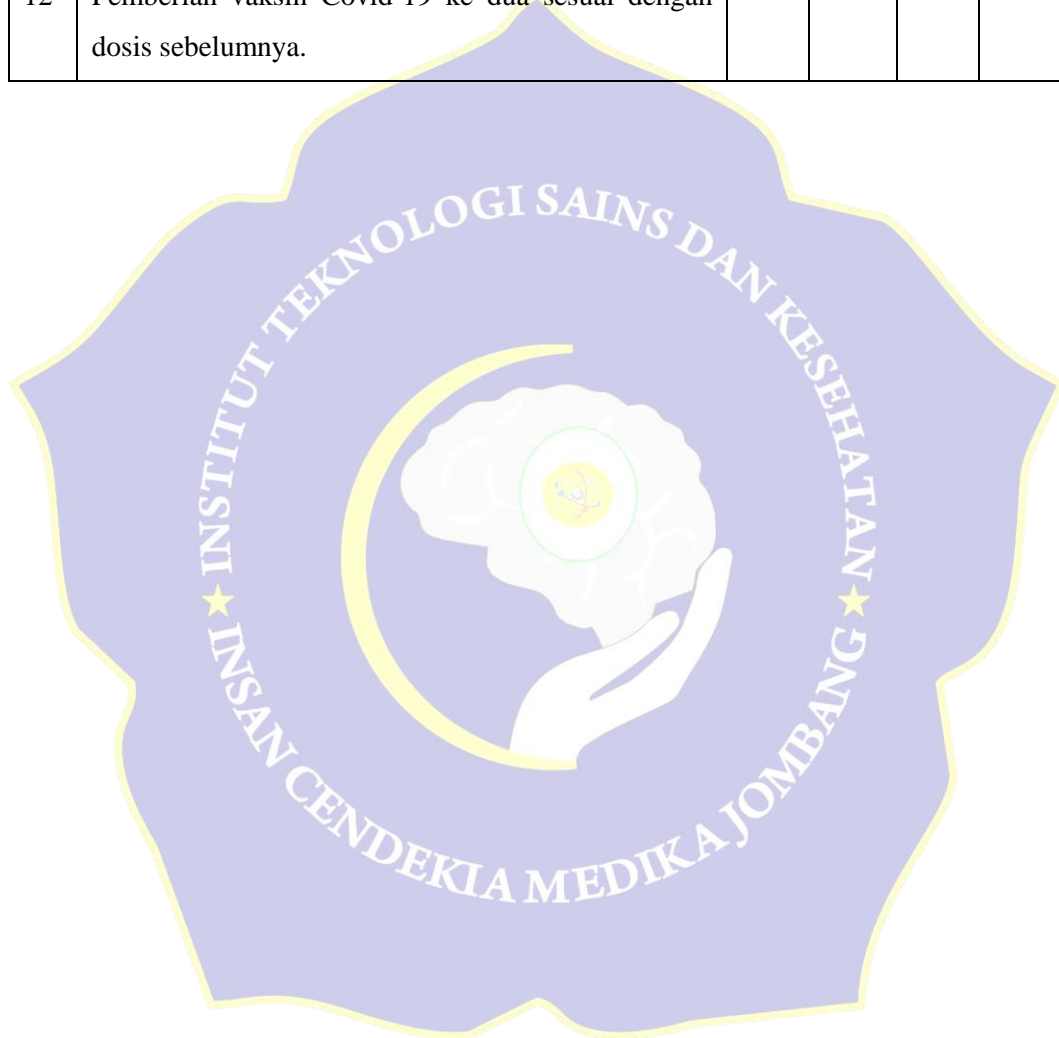 12 Pemberian vaksin Covid-19 ke dua sesuai dengan
dosis sebelumnya.
INSTITUT TEKNOLOGI SAINS DAN KESEHATAN
INSAN CENDEKIA MEDIKA JOMBANG